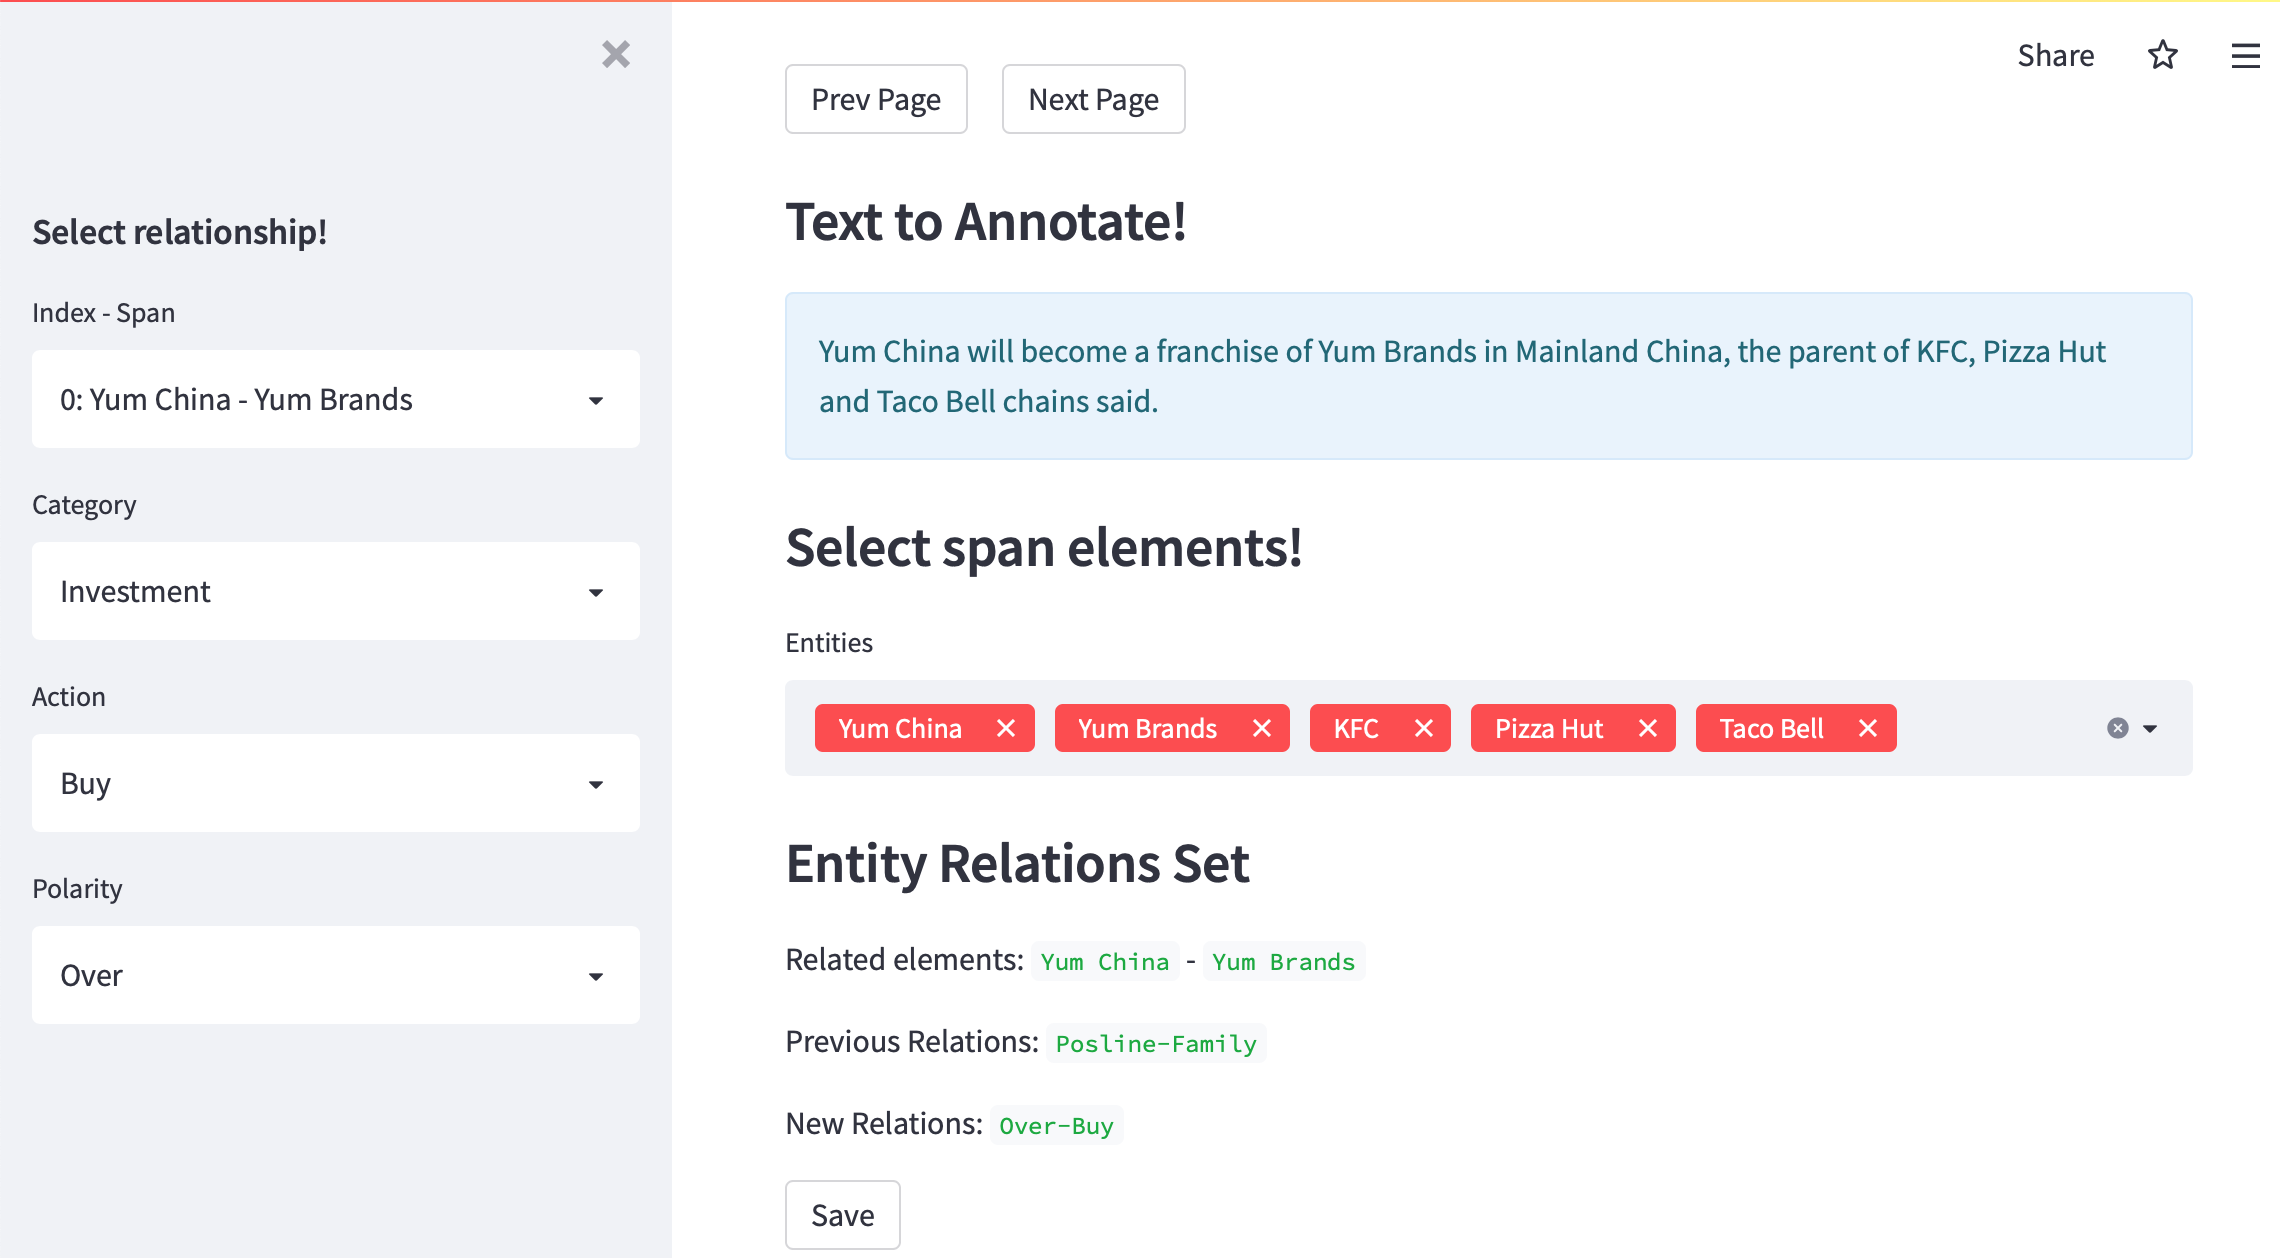 Select relationship!
Index - Span
0: Yum China - Yum Brands
Category
Investment
Action
Buy
Polarity
Over
Share
Prev Page
Next Page
Text to Annotate!
Yum China will become a franchise of Yum Brands in Mainland China, the parent of KFC, Pizza Hut
and Taco Bell chains said.
Select span elements!
Entities
Yum China Yum Brands KFC Pizza Hut Taco Bell
Entity Relations Set
Related elements: Yum China - Yum Brands
Previous Relations: Posline-Family
New Relations: Over-Buy
Save